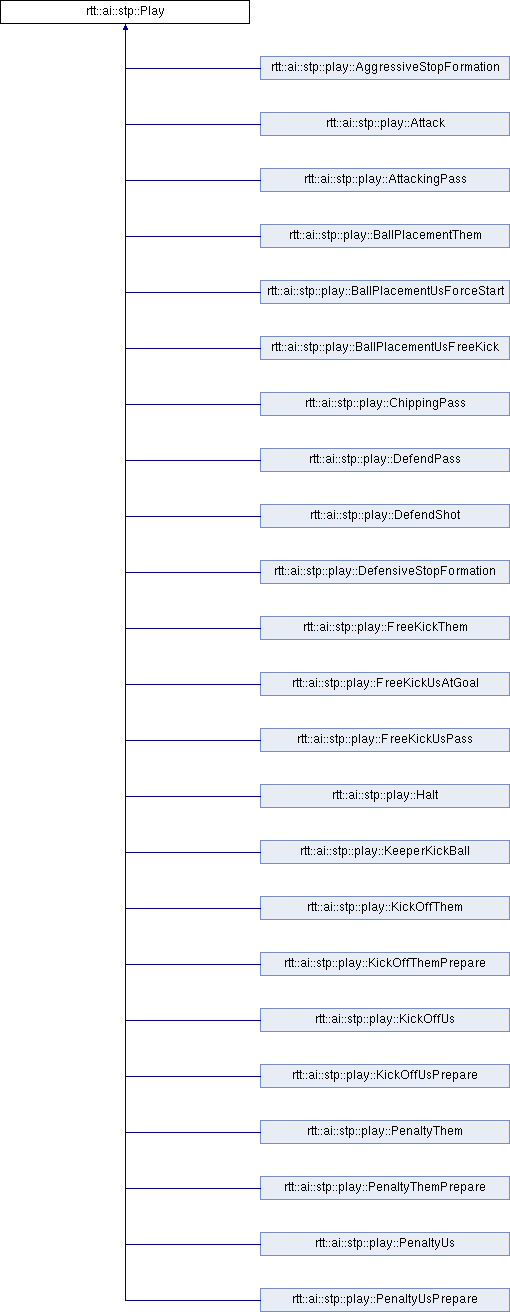 rtt::ai::stp::Play
rtt::ai::stp::play::AggressiveStopFormation
rtt::ai::stp::play::Attack
rtt::ai::stp::play::AttackingPass
rtt::ai::stp::play::BallPlacementThem
rtt::ai::stp::play::BallPlacementUsForceStart
rtt::ai::stp::play::BallPlacementUsFreeKick
rtt::ai::stp::play::ChippingPass
rtt::ai::stp::play::DefendPass
rtt::ai::stp::play::DefendShot
rtt::ai::stp::play::DefensiveStopFormation
rtt::ai::stp::play::FreeKickThem
rtt::ai::stp::play::FreeKickUsAtGoal
rtt::ai::stp::play::FreeKickUsPass
rtt::ai::stp::play::Halt
rtt::ai::stp::play::KeeperKickBall
rtt::ai::stp::play::KickOffThem
rtt::ai::stp::play::KickOffThemPrepare
rtt::ai::stp::play::KickOffUs
rtt::ai::stp::play::KickOffUsPrepare
rtt::ai::stp::play::PenaltyThem
rtt::ai::stp::play::PenaltyThemPrepare
rtt::ai::stp::play::PenaltyUs
rtt::ai::stp::play::PenaltyUsPrepare